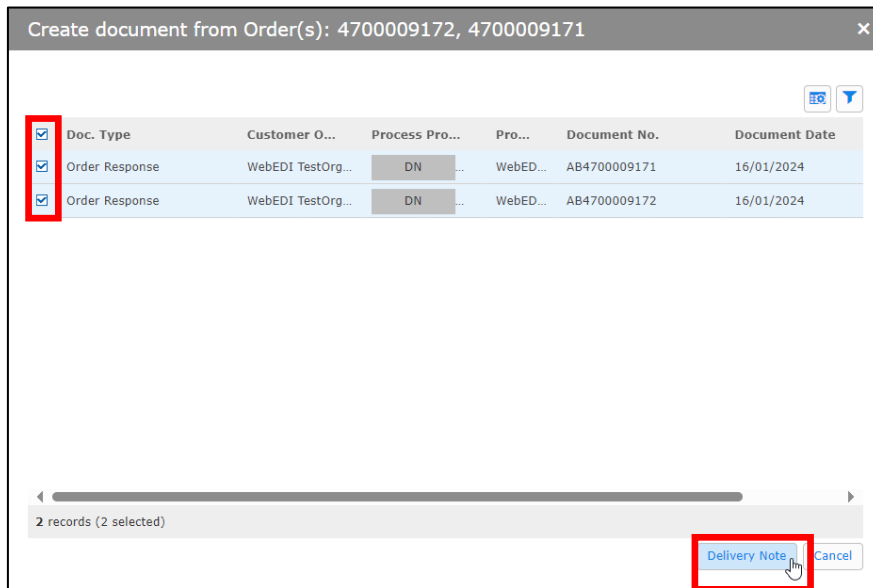 Create document from Order(s): 4700009172, 4700009171
Doc. Type Customer O... Process Pro... Pro... Document No. Document Date
Order Response WebEDI TestOrg... DN ... WebED... AB4700009171 16/01/2024
Order Response WebEDI TestOrg... DN ... WebED... AB4700009172 16/01/2024
2 records (2 selected)
Delivery Note Cancel